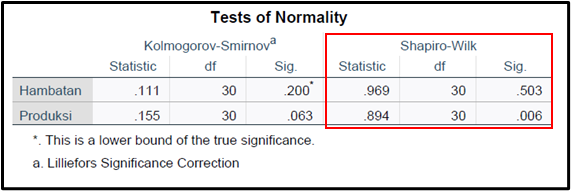 Tests of Normality
Kolmogorov-Smirnovᵃ Shapiro-Wilk
Statistic df Sig. Statistic df Sig.
Hambatan .111 30 .200* .969 30 .503
Produksi .155 30 .063 .894 30 .006
*. This is a lower bound of the true significance.
a. Lilliefors Significance Correction